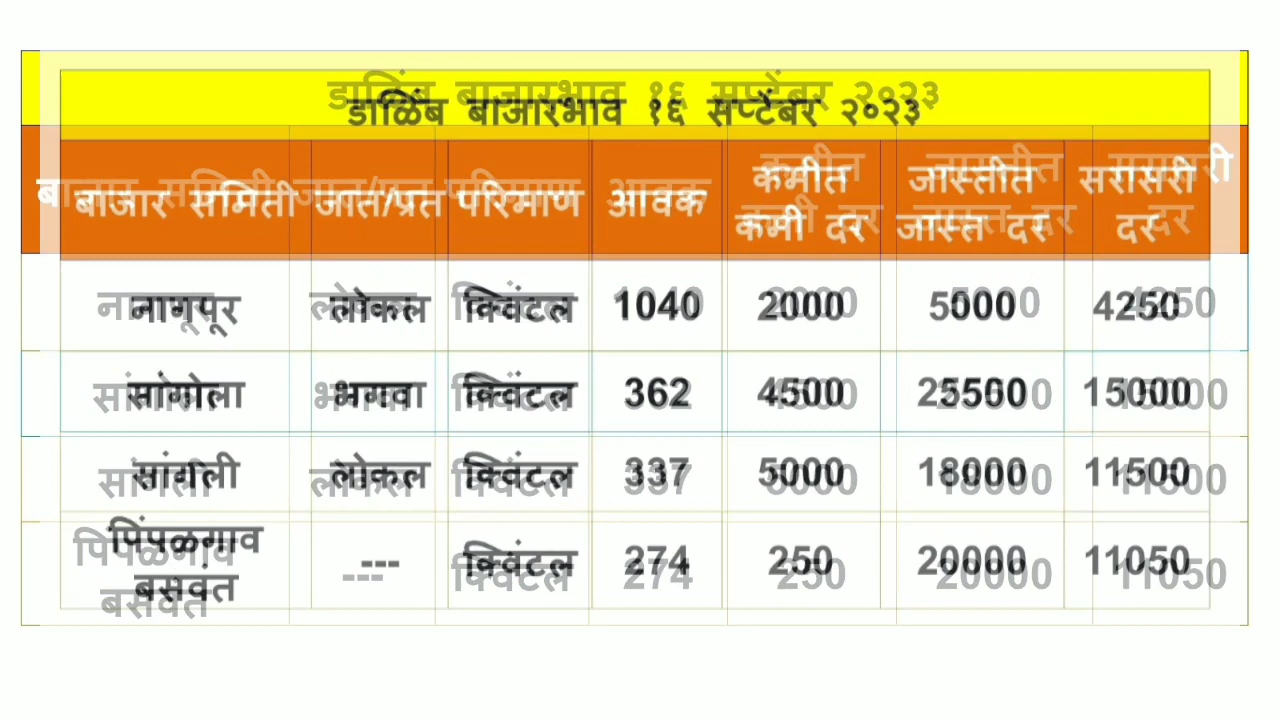 डाळिंब बाजारभाव १६ सप्टेंबर २०२३
बाजार समिती जात/प्रत परिमाण आवक कमीत कमी दर जास्तीत जास्त दर सरासरी दर
नागपूर लोकल क्विंटल 1040 2000 5000 4250
सांगोला भगवा क्विंटल 362 4500 25500 15000
सांगली लोकल क्विंटल 337 5000 18000 11500
पिंपळगाव बसवंत --- क्विंटल 274 250 20000 11050